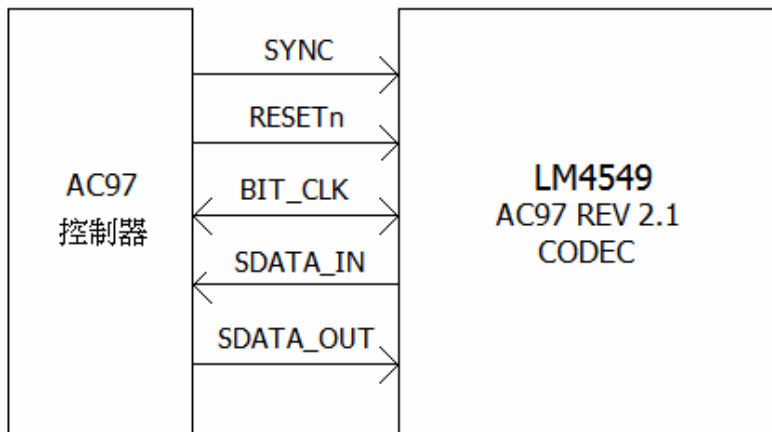 SYNC
RESETn
AC97
控制器
BIT_CLK
SDATA_IN
SDATA_OUT
LM4549
AC97 REV 2.1
CODEC